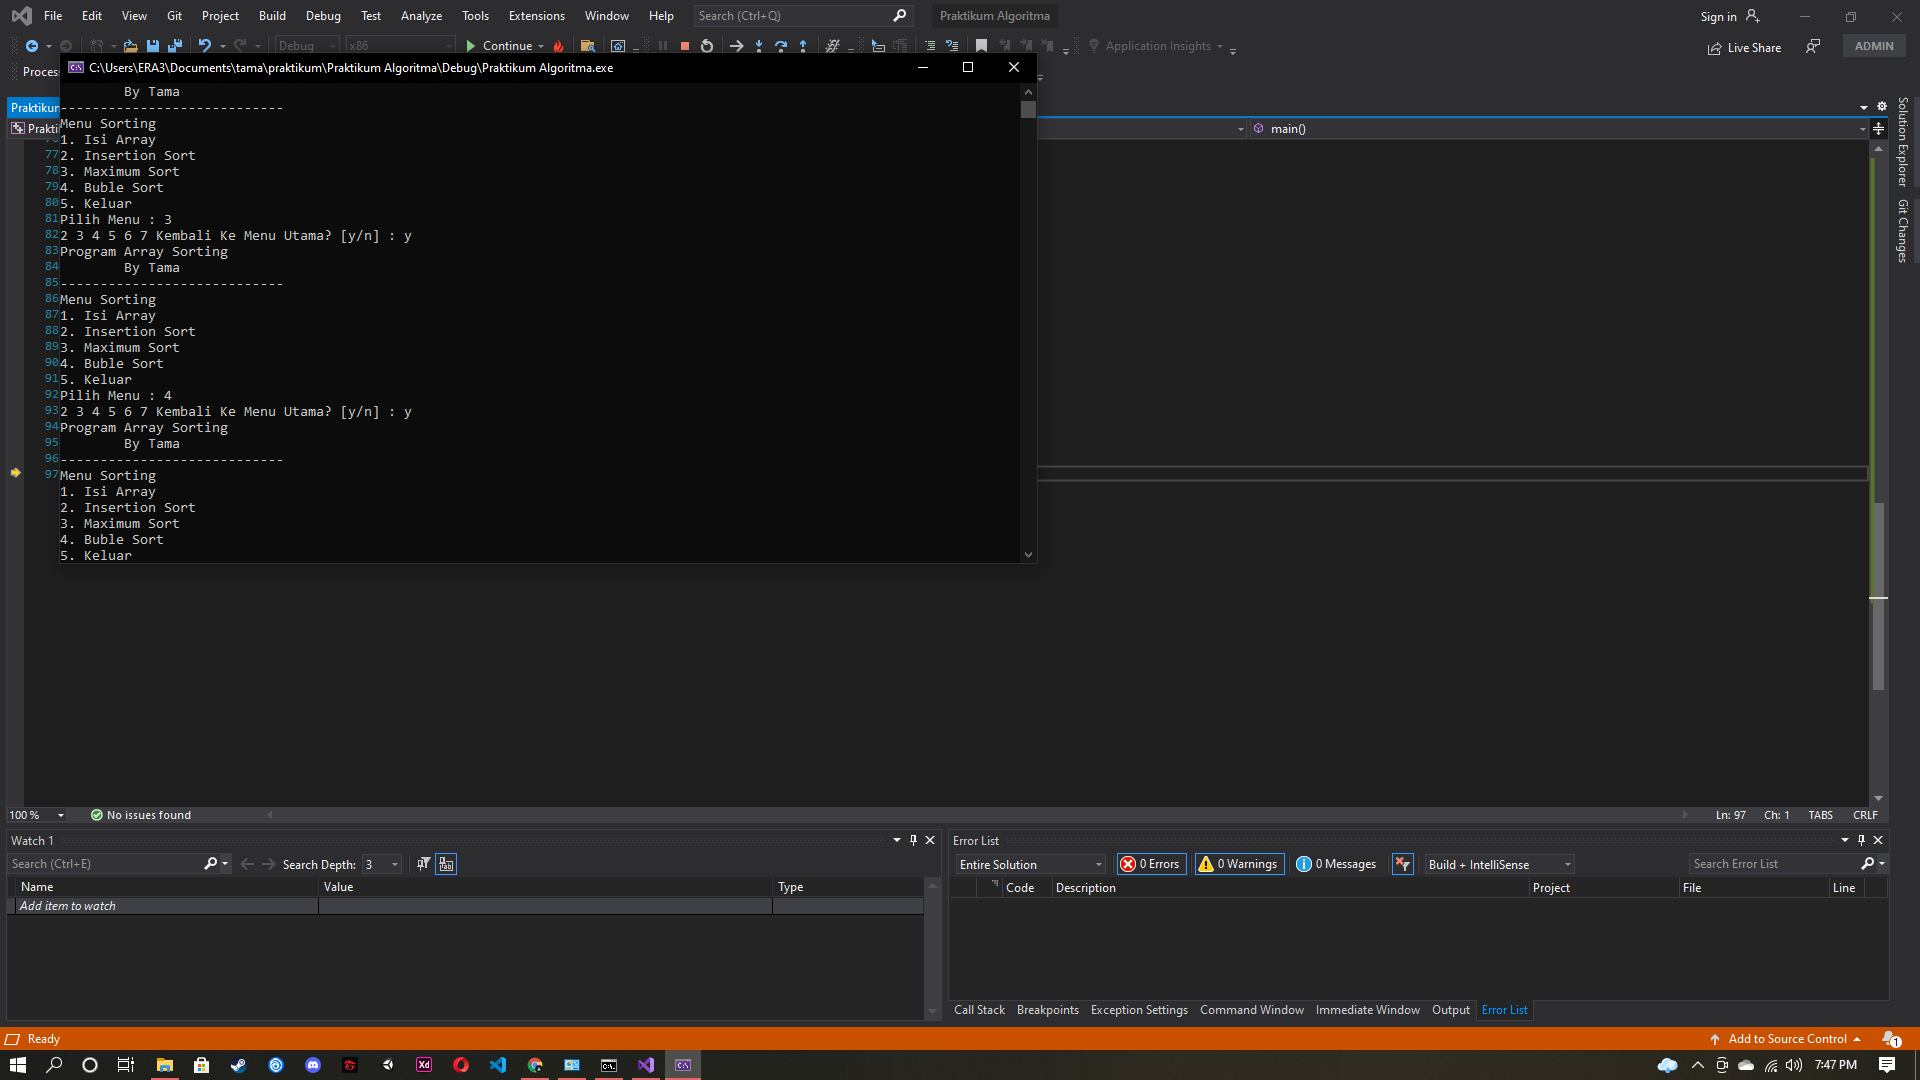 File Edit View Git Project Build Debug Test Analyze Tools Extensions Window Help Search (Ctrl+Q) Praktikum Algoritma Sign in
Debug x86 Continue Application Insights Live Share ADMIN
Proces
C:\Users\ERA3\Documents\tama\praktikum\Praktikum Algoritma\Debug\Praktikum Algoritma.exe
Praktikum
Prakti
main()
By Tama
----------------------------
Menu Sorting
1. Isi Array
77 2. Insertion Sort
78 3. Maximum Sort
79 4. Buble Sort
80 5. Keluar
81 Pilih Menu : 3
82 2 3 4 5 6 7 Kembali Ke Menu Utama? [y/n] : y
83 Program Array Sorting
84 By Tama
85 ----------------------------
86 Menu Sorting
87 1. Isi Array
88 2. Insertion Sort
89 3. Maximum Sort
90 4. Buble Sort
91 5. Keluar
92 Pilih Menu : 4
93 2 3 4 5 6 7 Kembali Ke Menu Utama? [y/n] : y
94 Program Array Sorting
95 By Tama
96 ----------------------------
97 Menu Sorting
1. Isi Array
2. Insertion Sort
3. Maximum Sort
4. Buble Sort
5. Keluar
Solution Explorer
Git Changes
100 % No issues found Ln: 97 Ch: 1 TABS CRLF
Watch 1
Search (Ctrl+E) Search Depth: 3
Name Value Type
Add item to watch
Error List
Entire Solution 0 Errors 0 Warnings 0 Messages Build + IntelliSense Search Error List
Code Description Project File Line
Call Stack Breakpoints Exception Settings Command Window Immediate Window Output Error List
Ready Add to Source Control 1
Xd 7:47 PM